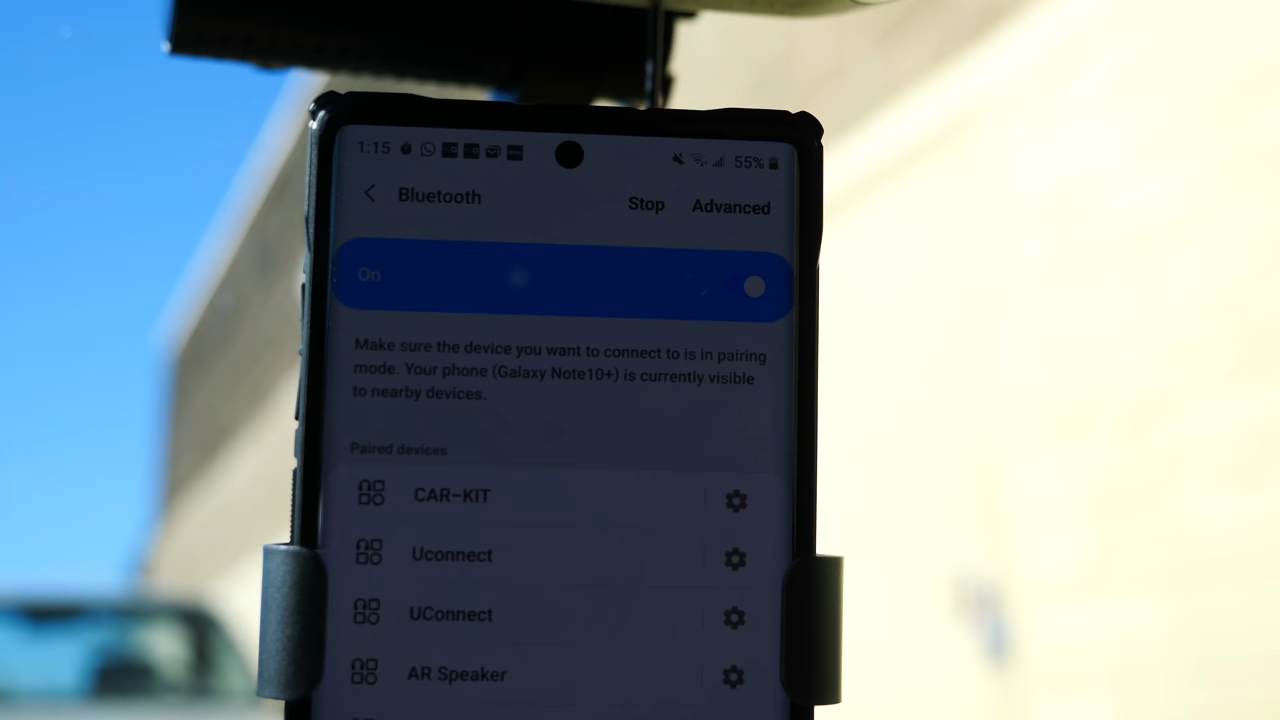 1:15
55%
Bluetooth
Stop
Advanced
On
Make sure the device you want to connect to is in pairing
mode. Your phone (Galaxy Note10+) is currently visible
to nearby devices.
Paired devices
CAR-KIT
Uconnect
UConnect
AR Speaker